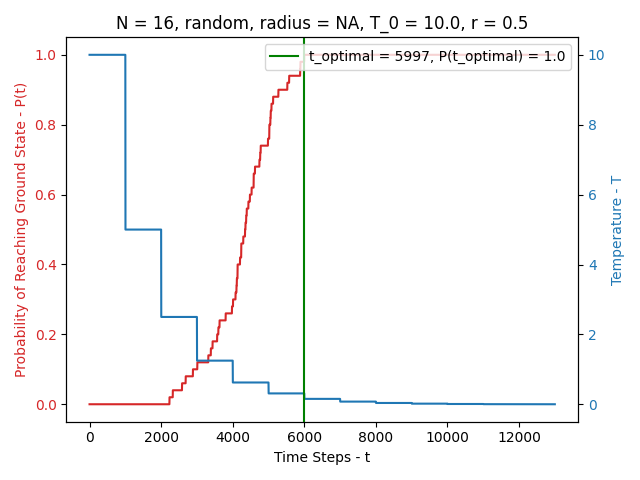 N = 16, random, radius = NA, T_0 = 10.0, r = 0.5
t_optimal = 5997, P(t_optimal) = 1.0
Probability of Reaching Ground State - P(t)
1.0
0.8
0.6
0.4
0.2
0.0
10
8
6
4
2
0
Temperature - T
0 2000 4000 6000 8000 10000 12000
Time Steps - t